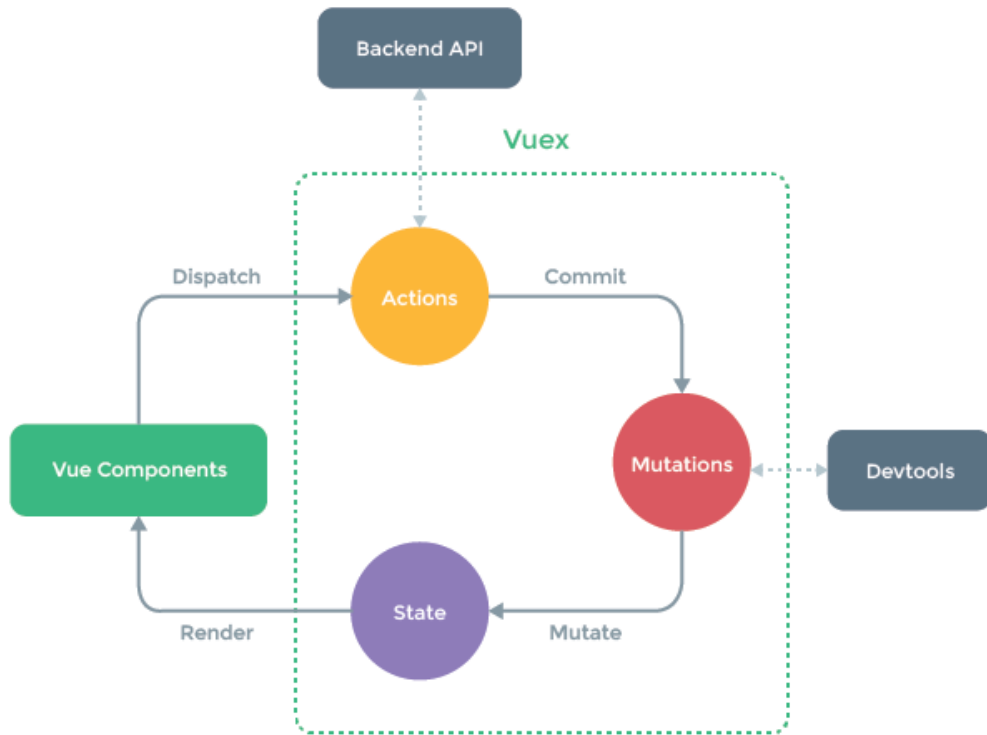 Backend API
Vuex
Dispatch
Commit
Actions
Vue Components
Mutations
Devtools
State
Render
Mutate